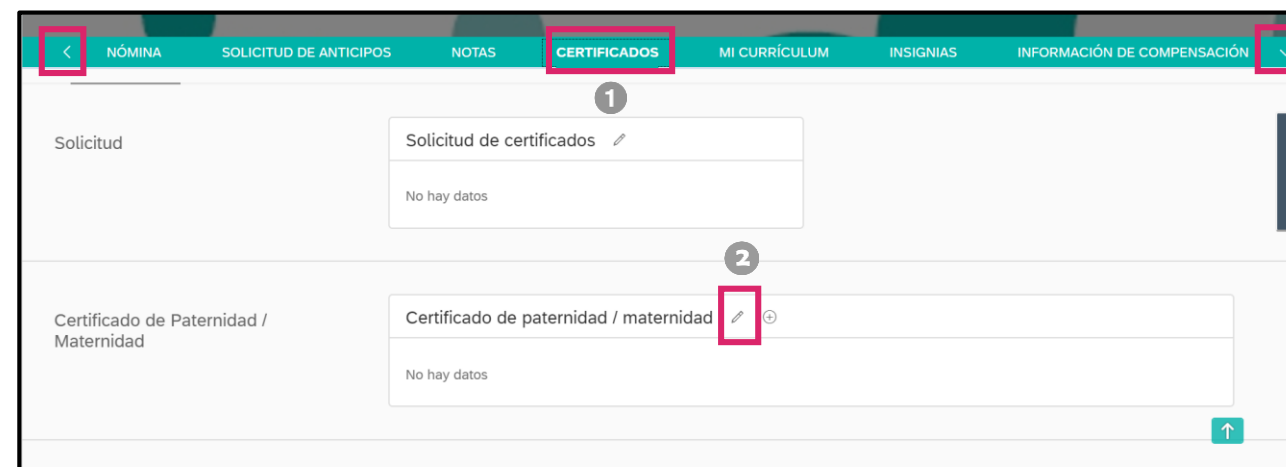 NÓMINA SOLICITUD DE ANTICIPOS NOTAS CERTIFICADOS MI CURRÍCULUM INSIGNIAS INFORMACIÓN DE COMPENSACIÓN
1
Solicitud
Solicitud de certificados
No hay datos
2
Certificado de Paternidad /
Maternidad
Certificado de paternidad / maternidad
No hay datos